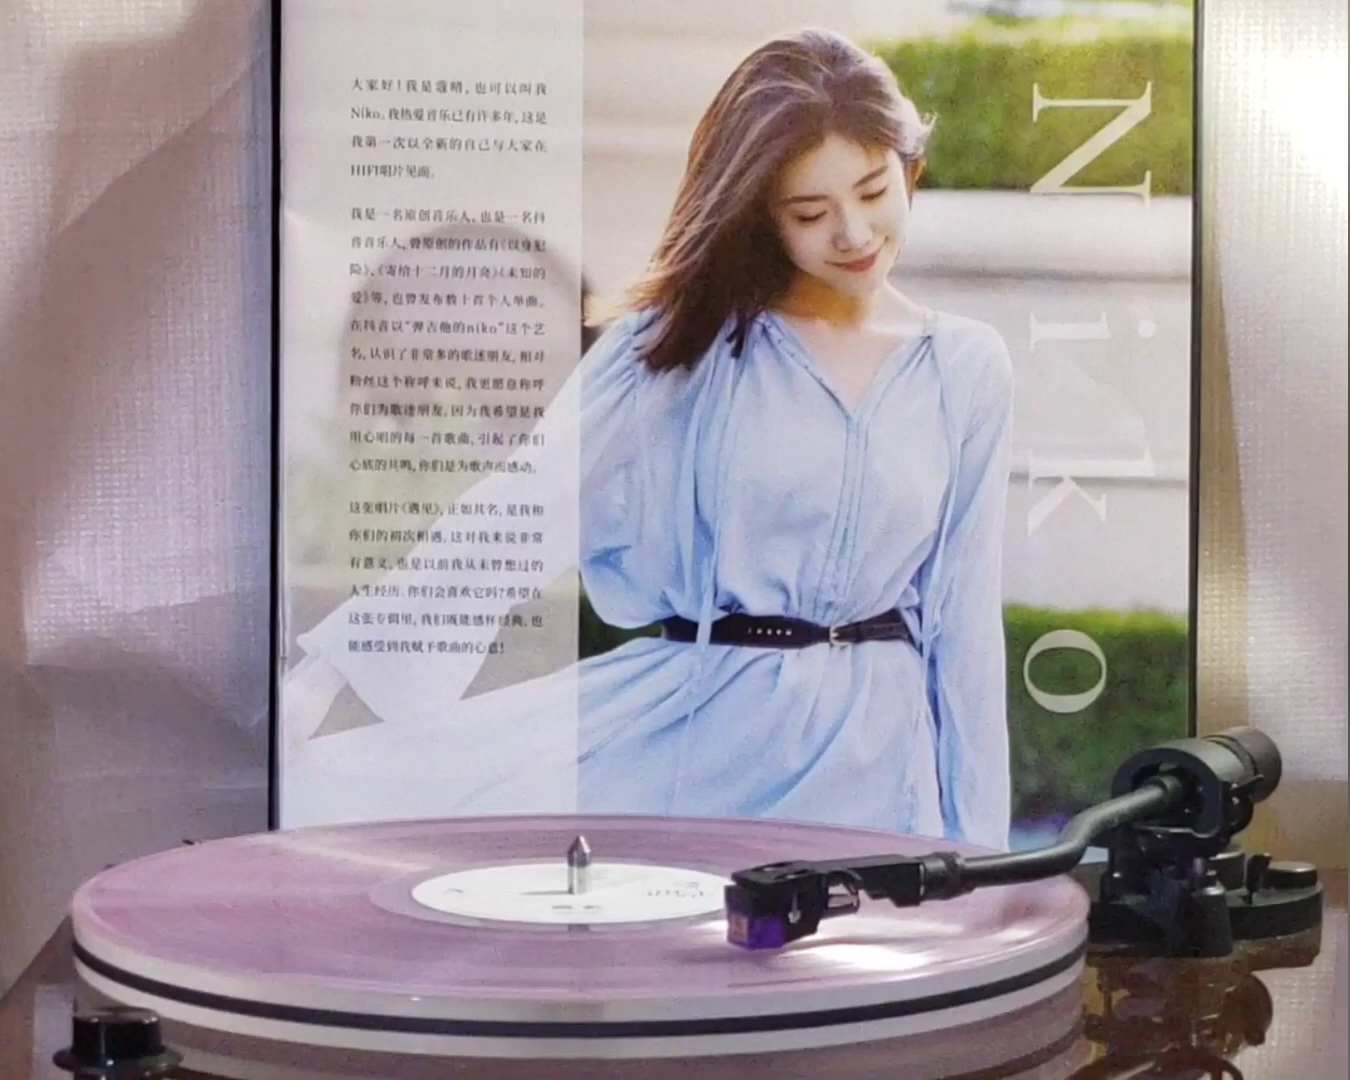 大家好！我是蔻晴，也可以叫我
Niko。我热爱音乐已有许多年，这是
我第一次以全新的自己与大家在
HIFI唱片见面。
我是一名原创音乐人，也是一名抖
音音乐人，曾原创的作品有《以身犯
险》，《寄给十二月的月亮》《未知的
爱》等，也曾发布数十首个人单曲。
在抖音以“弹吉他的niko”这个艺
名，认识了非常多的歌迷朋友，相对
粉丝这个称呼来说，我更愿意称呼
你们为歌迷朋友，因为我希望是我
用心唱的每一首歌曲，引起了你们
心底的共鸣，你们是为歌声而感动。
这张唱片《遇见》，正如其名，是我和
你们的初次相遇，这对我来说非常
有意义，也是以前我从未曾想过的
人生经历。你们会喜欢它吗？希望在
这张专辑里，我们既能感怀经典，也
能感受到我赋予歌曲的心意！
Niko